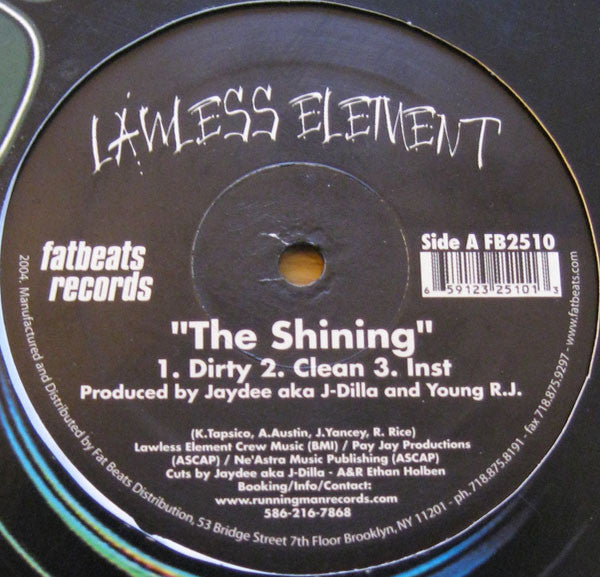 LAWLESS ELEMENT
fatbeats
records
Side A FB2510
6 59123 25101 3
"The Shining"
1. Dirty 2. Clean 3. Inst
Produced by Jaydee aka J-Dilla and Young R.J.
(K.Tapsico, A.Austin, J.Yancey, R. Rice)
Lawless Element Crew Music (BMI) / Pay Jay Productions
(ASCAP) / Ne'Astra Music Publishing (ASCAP)
Cuts by Jaydee aka J-Dilla - A&R Ethan Holben
Booking/Info/Contact:
www.runningmanrecords.com
586-216-7868
2004. Manufactured and Distributed by Fat Beats Distribution, 53 Bridge Street 7th Floor Brooklyn, NY 11201 - ph. 718.875.8191 - fax 718.875.9297 - www.fatbeats.com